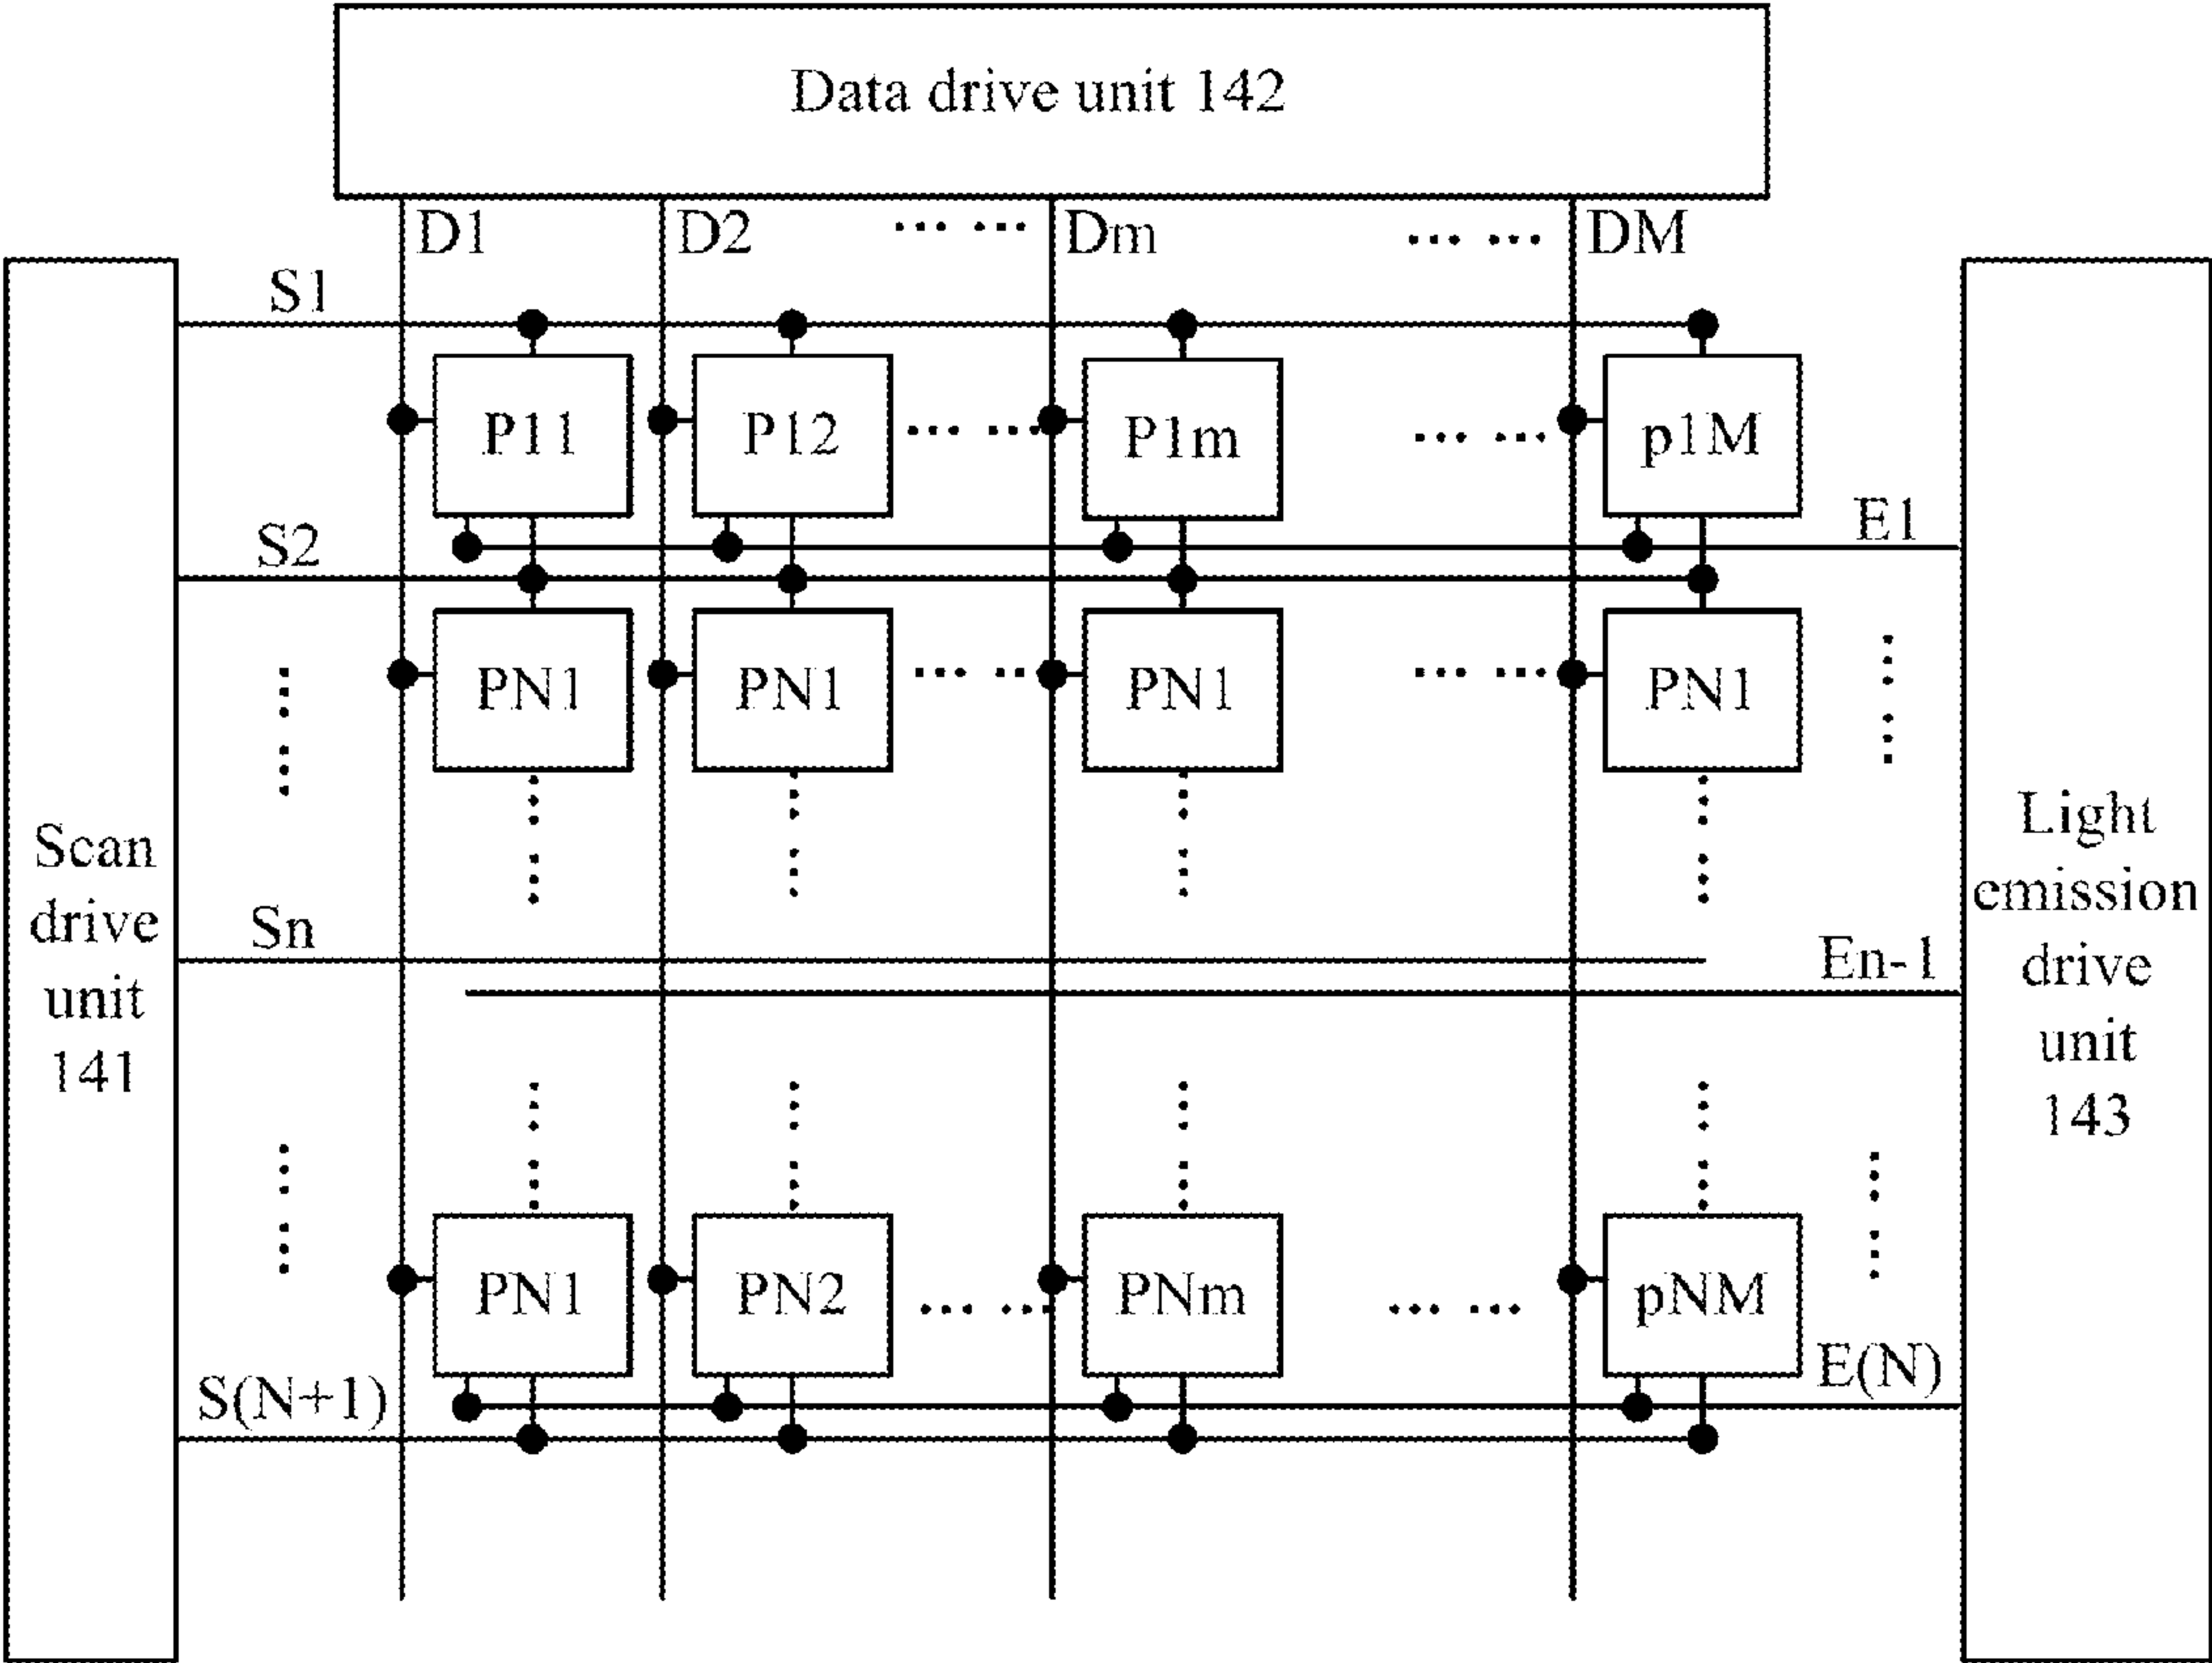 Data drive unit 142
D1 D2 ... ... Dm ... ... DM
S1
P11 P12 ... ... P1m ... ... p1M
S2 E1
PN1 PN1 ... ... PN1 ... ... PN1
Scan
drive
unit
141
Light
emission
drive
unit
143
Sn En-1
PN1 PN2 ... ... PNm ... ... pNM
S(N+1) E(N)